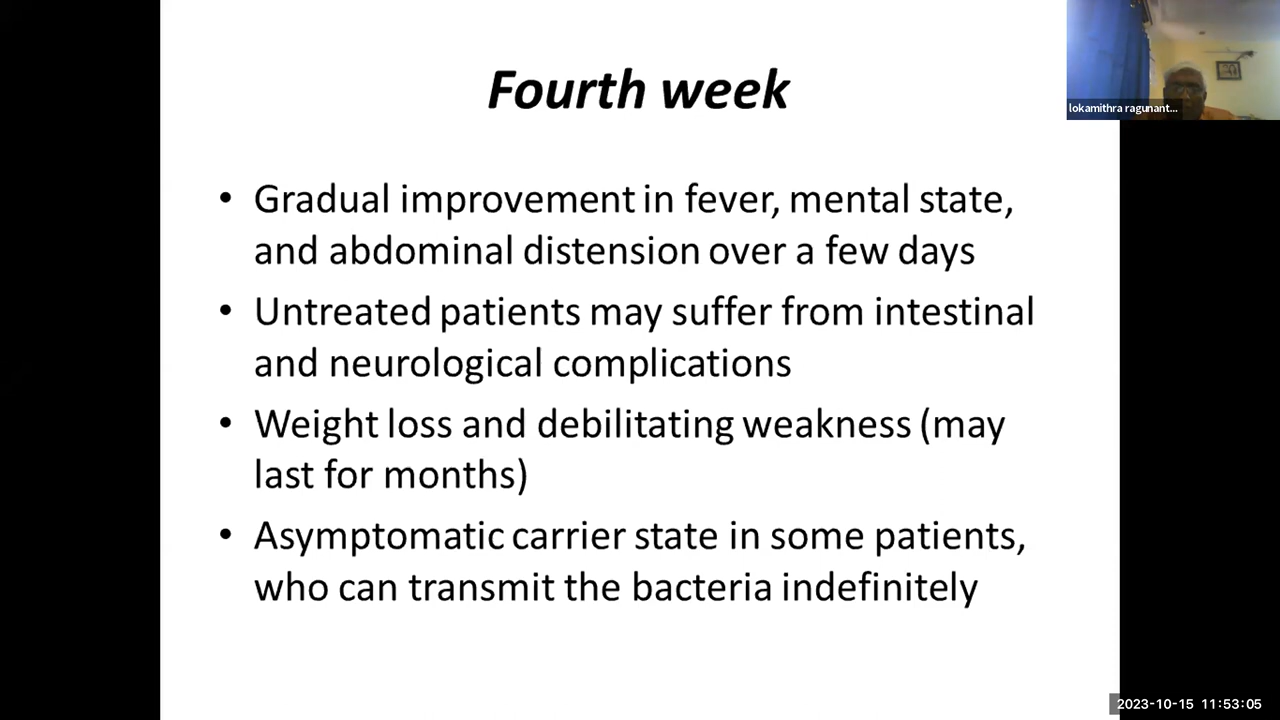 Fourth week
lokamithra ragunant...
• Gradual improvement in fever, mental state,
and abdominal distension over a few days
• Untreated patients may suffer from intestinal
and neurological complications
• Weight loss and debilitating weakness (may
last for months)
• Asymptomatic carrier state in some patients,
who can transmit the bacteria indefinitely
2023-10-15 11:53:05